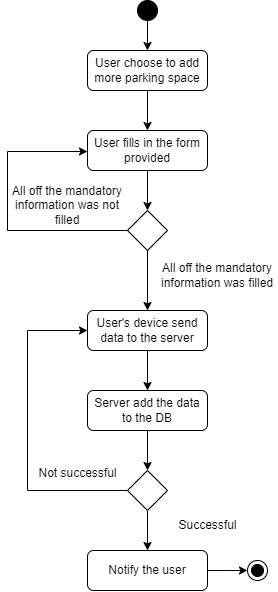 User choose to add
more parking space
User fills in the form
provided
All off the mandatory
information was not
filled
All off the mandatory
information was filled
User's device send
data to the server
Server add the data
to the DB
Not successful
Successful
Notify the user